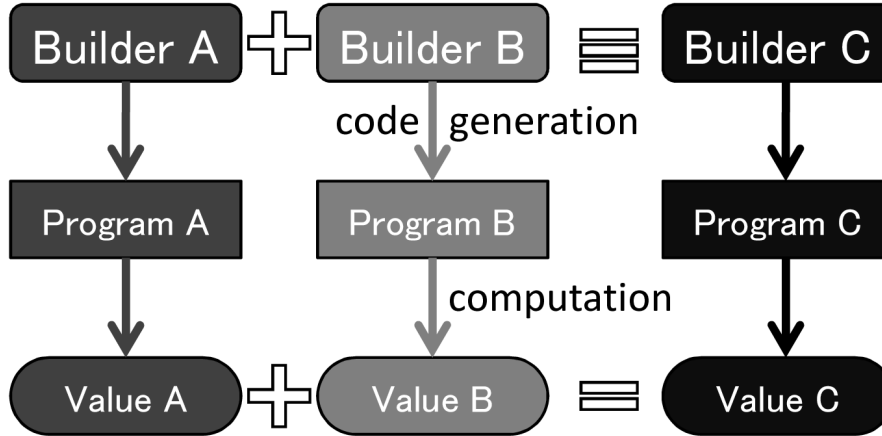 Builder A + Builder B ≡ Builder C
code generation
Program A Program B Program C
computation
Value A + Value B = Value C